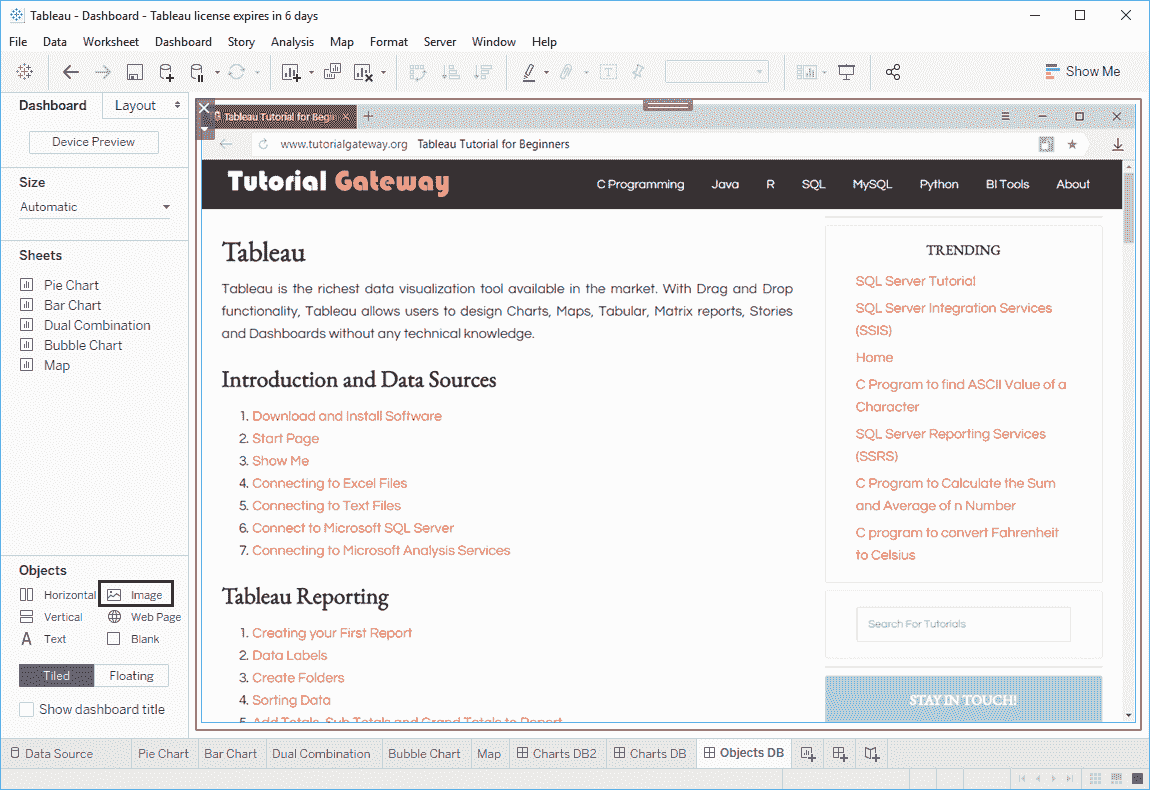 Tableau - Dashboard - Tableau license expires in 6 days
File Data Worksheet Dashboard Story Analysis Map Format Server Window Help
Show Me
Dashboard Layout
Device Preview
Size
Automatic
Sheets
Pie Chart
Bar Chart
Dual Combination
Bubble Chart
Map
Objects
Horizontal Image
Vertical Web Page
A Text Blank
Tiled Floating
Show dashboard title
Tableau Tutorial for Begin
www.tutorialgateway.org Tableau Tutorial for Beginners
Tutorial Gateway C Programming Java R SQL MySQL Python BI Tools About
Tableau
Tableau is the richest data visualization tool available in the market. With Drag and Drop
functionality, Tableau allows users to design Charts, Maps, Tabular, Matrix reports, Stories
and Dashboards without any technical knowledge.
Introduction and Data Sources
1. Download and Install Software
2. Start Page
3. Show Me
4. Connecting to Excel Files
5. Connecting to Text Files
6. Connect to Microsoft SQL Server
7. Connecting to Microsoft Analysis Services
Tableau Reporting
1. Creating your First Report
2. Data Labels
3. Create Folders
4. Sorting Data
5. Add Totals, Sub Totals and Grand Totals to Report
TRENDING
SQL Server Tutorial
SQL Server Integration Services
(SSIS)
Home
C Program to find ASCII Value of a
Character
SQL Server Reporting Services
(SSRS)
C Program to Calculate the Sum
and Average of n Number
C program to convert Fahrenheit
to Celsius
Search For Tutorials
STAY IN TOUCH!
Data Source Pie Chart Bar Chart Dual Combination Bubble Chart Map Charts DB2 Charts DB Objects DB